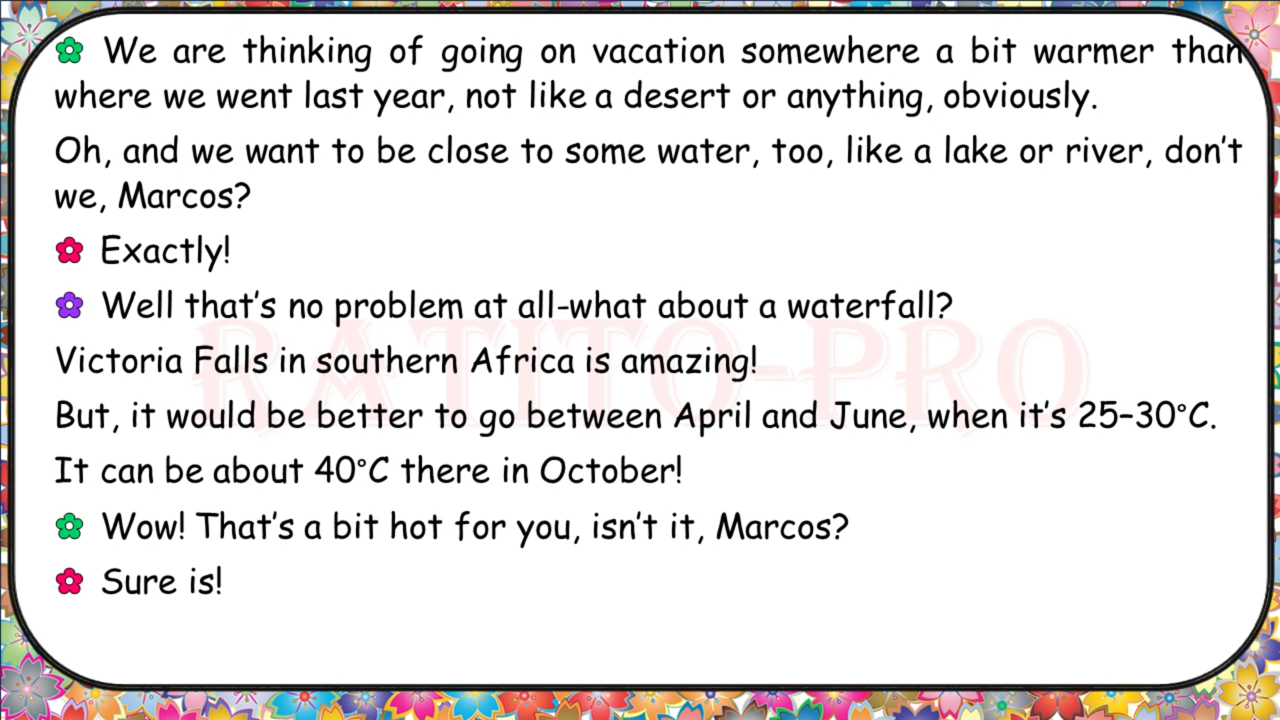 We are thinking of going on vacation somewhere a bit warmer than
where we went last year, not like a desert or anything, obviously.
Oh, and we want to be close to some water, too, like a lake or river, don't
we, Marcos?
Exactly!
Well that's no problem at all-what about a waterfall?
RATITO-PRO
Victoria Falls in southern Africa is amazing!
But, it would be better to go between April and June, when it's 25–30°C.
It can be about 40°C there in October!
Wow! That's a bit hot for you, isn't it, Marcos?
Sure is!